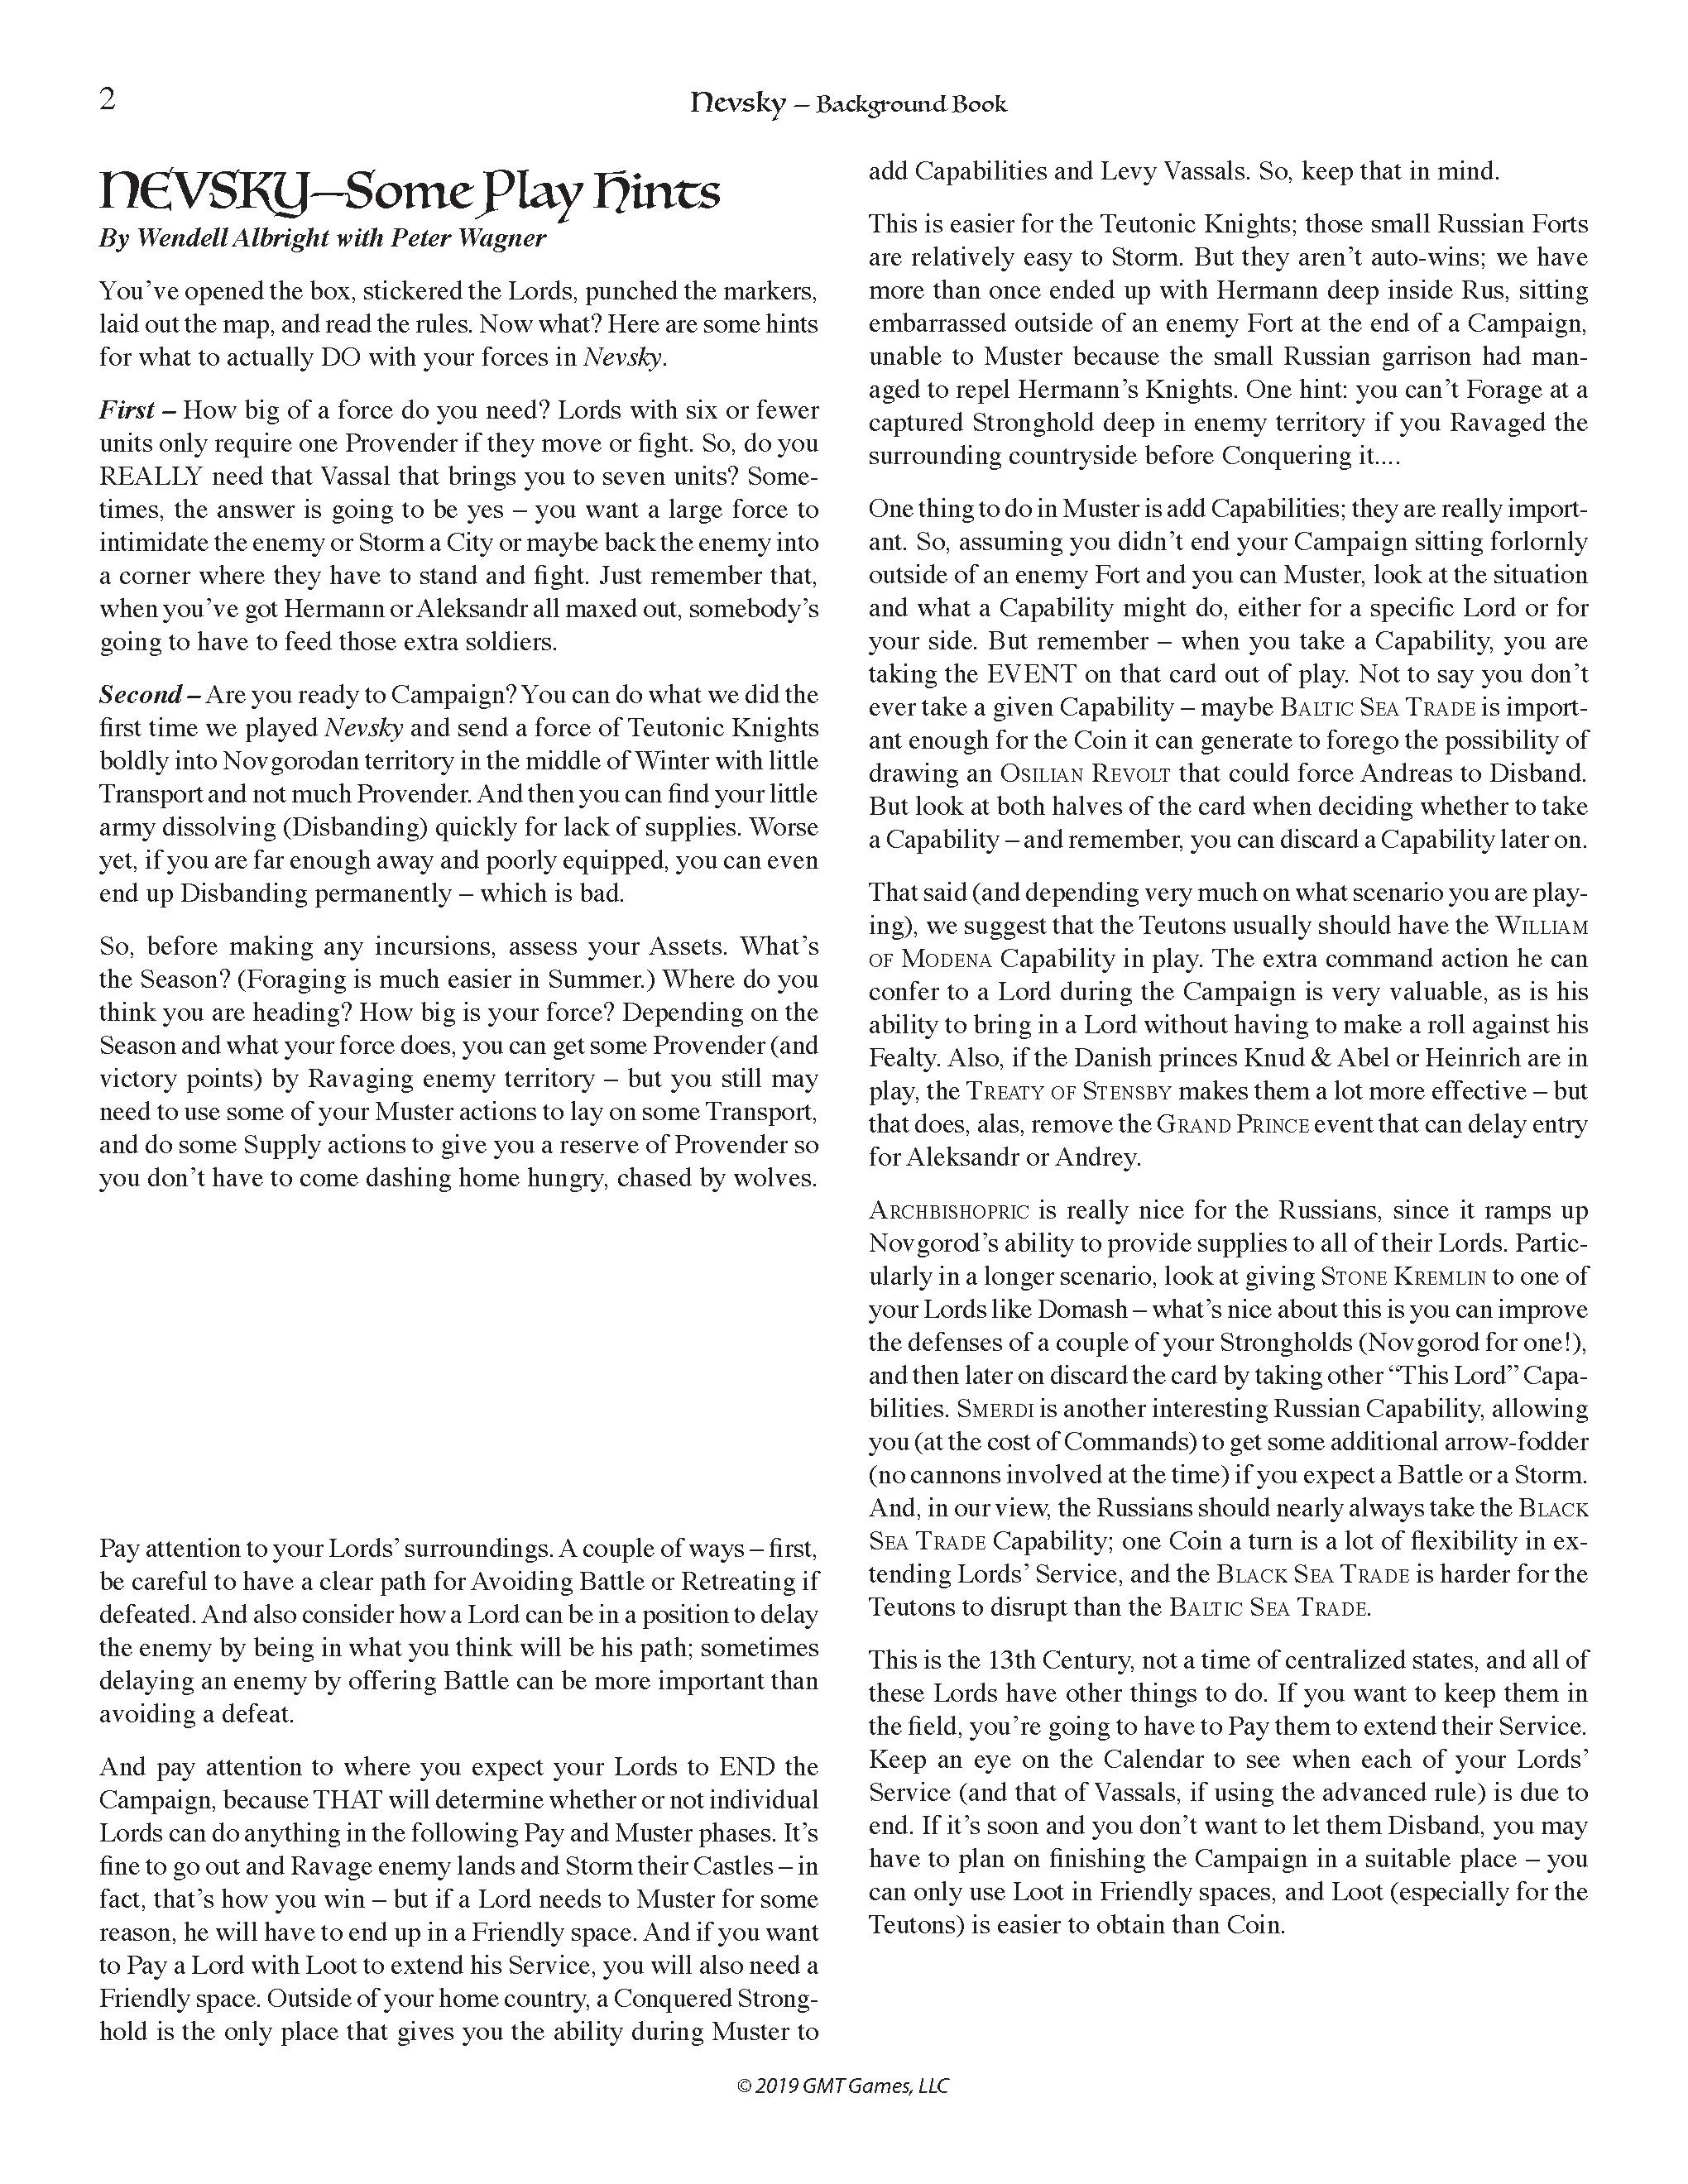 2
Nevsky – Background Book
NEVSKY—Some Play Hints
By Wendell Albright with Peter Wagner
You’ve opened the box, stickered the Lords, punched the markers,
laid out the map, and read the rules. Now what? Here are some hints
for what to actually DO with your forces in Nevsky.
First – How big of a force do you need? Lords with six or fewer
units only require one Provender if they move or fight. So, do you
REALLY need that Vassal that brings you to seven units? Some-
times, the answer is going to be yes – you want a large force to
intimidate the enemy or Storm a City or maybe back the enemy into
a corner where they have to stand and fight. Just remember that,
when you’ve got Hermann or Aleksandr all maxed out, somebody’s
going to have to feed those extra soldiers.
Second – Are you ready to Campaign? You can do what we did the
first time we played Nevsky and send a force of Teutonic Knights
boldly into Novgorodan territory in the middle of Winter with little
Transport and not much Provender. And then you can find your little
army dissolving (Disbanding) quickly for lack of supplies. Worse
yet, if you are far enough away and poorly equipped, you can even
end up Disbanding permanently – which is bad.
So, before making any incursions, assess your Assets. What’s
the Season? (Foraging is much easier in Summer.) Where do you
think you are heading? How big is your force? Depending on the
Season and what your force does, you can get some Provender (and
victory points) by Ravaging enemy territory – but you still may
need to use some of your Muster actions to lay on some Transport,
and do some Supply actions to give you a reserve of Provender so
you don’t have to come dashing home hungry, chased by wolves.
Pay attention to your Lords’ surroundings. A couple of ways – first,
be careful to have a clear path for Avoiding Battle or Retreating if
defeated. And also consider how a Lord can be in a position to delay
the enemy by being in what you think will be his path; sometimes
delaying an enemy by offering Battle can be more important than
avoiding a defeat.
And pay attention to where you expect your Lords to END the
Campaign, because THAT will determine whether or not individual
Lords can do anything in the following Pay and Muster phases. It’s
fine to go out and Ravage enemy lands and Storm their Castles – in
fact, that’s how you win – but if a Lord needs to Muster for some
reason, he will have to end up in a Friendly space. And if you want
to Pay a Lord with Loot to extend his Service, you will also need a
Friendly space. Outside of your home country, a Conquered Strong-
hold is the only place that gives you the ability during Muster to
add Capabilities and Levy Vassals. So, keep that in mind.
This is easier for the Teutonic Knights; those small Russian Forts
are relatively easy to Storm. But they aren’t auto-wins; we have
more than once ended up with Hermann deep inside Rus, sitting
embarrassed outside of an enemy Fort at the end of a Campaign,
unable to Muster because the small Russian garrison had man-
aged to repel Hermann’s Knights. One hint: you can’t Forage at a
captured Stronghold deep in enemy territory if you Ravaged the
surrounding countryside before Conquering it....
One thing to do in Muster is add Capabilities; they are really import-
ant. So, assuming you didn’t end your Campaign sitting forlornly
outside of an enemy Fort and you can Muster, look at the situation
and what a Capability might do, either for a specific Lord or for
your side. But remember – when you take a Capability, you are
taking the EVENT on that card out of play. Not to say you don’t
ever take a given Capability – maybe Baltic Sea Trade is import-
ant enough for the Coin it can generate to forego the possibility of
drawing an Osilian Revolt that could force Andreas to Disband.
But look at both halves of the card when deciding whether to take
a Capability – and remember, you can discard a Capability later on.
That said (and depending very much on what scenario you are play-
ing), we suggest that the Teutons usually should have the William
of Modena Capability in play. The extra command action he can
confer to a Lord during the Campaign is very valuable, as is his
ability to bring in a Lord without having to make a roll against his
Fealty. Also, if the Danish princes Knud & Abel or Heinrich are in
play, the Treaty of Stensby makes them a lot more effective – but
that does, alas, remove the Grand Prince event that can delay entry
for Aleksandr or Andrey.
Archbishopric is really nice for the Russians, since it ramps up
Novgorod’s ability to provide supplies to all of their Lords. Partic-
ularly in a longer scenario, look at giving Stone Kremlin to one of
your Lords like Domash – what’s nice about this is you can improve
the defenses of a couple of your Strongholds (Novgorod for one!),
and then later on discard the card by taking other “This Lord” Capa-
bilities. Smerdi is another interesting Russian Capability, allowing
you (at the cost of Commands) to get some additional arrow-fodder
(no cannons involved at the time) if you expect a Battle or a Storm.
And, in our view, the Russians should nearly always take the Black
Sea Trade Capability; one Coin a turn is a lot of flexibility in ex-
tending Lords’ Service, and the Black Sea Trade is harder for the
Teutons to disrupt than the Baltic Sea Trade.
This is the 13th Century, not a time of centralized states, and all of
these Lords have other things to do. If you want to keep them in
the field, you’re going to have to Pay them to extend their Service.
Keep an eye on the Calendar to see when each of your Lords’
Service (and that of Vassals, if using the advanced rule) is due to
end. If it’s soon and you don’t want to let them Disband, you may
have to plan on finishing the Campaign in a suitable place – you
can only use Loot in Friendly spaces, and Loot (especially for the
Teutons) is easier to obtain than Coin.
© 2019 GMT Games, LLC